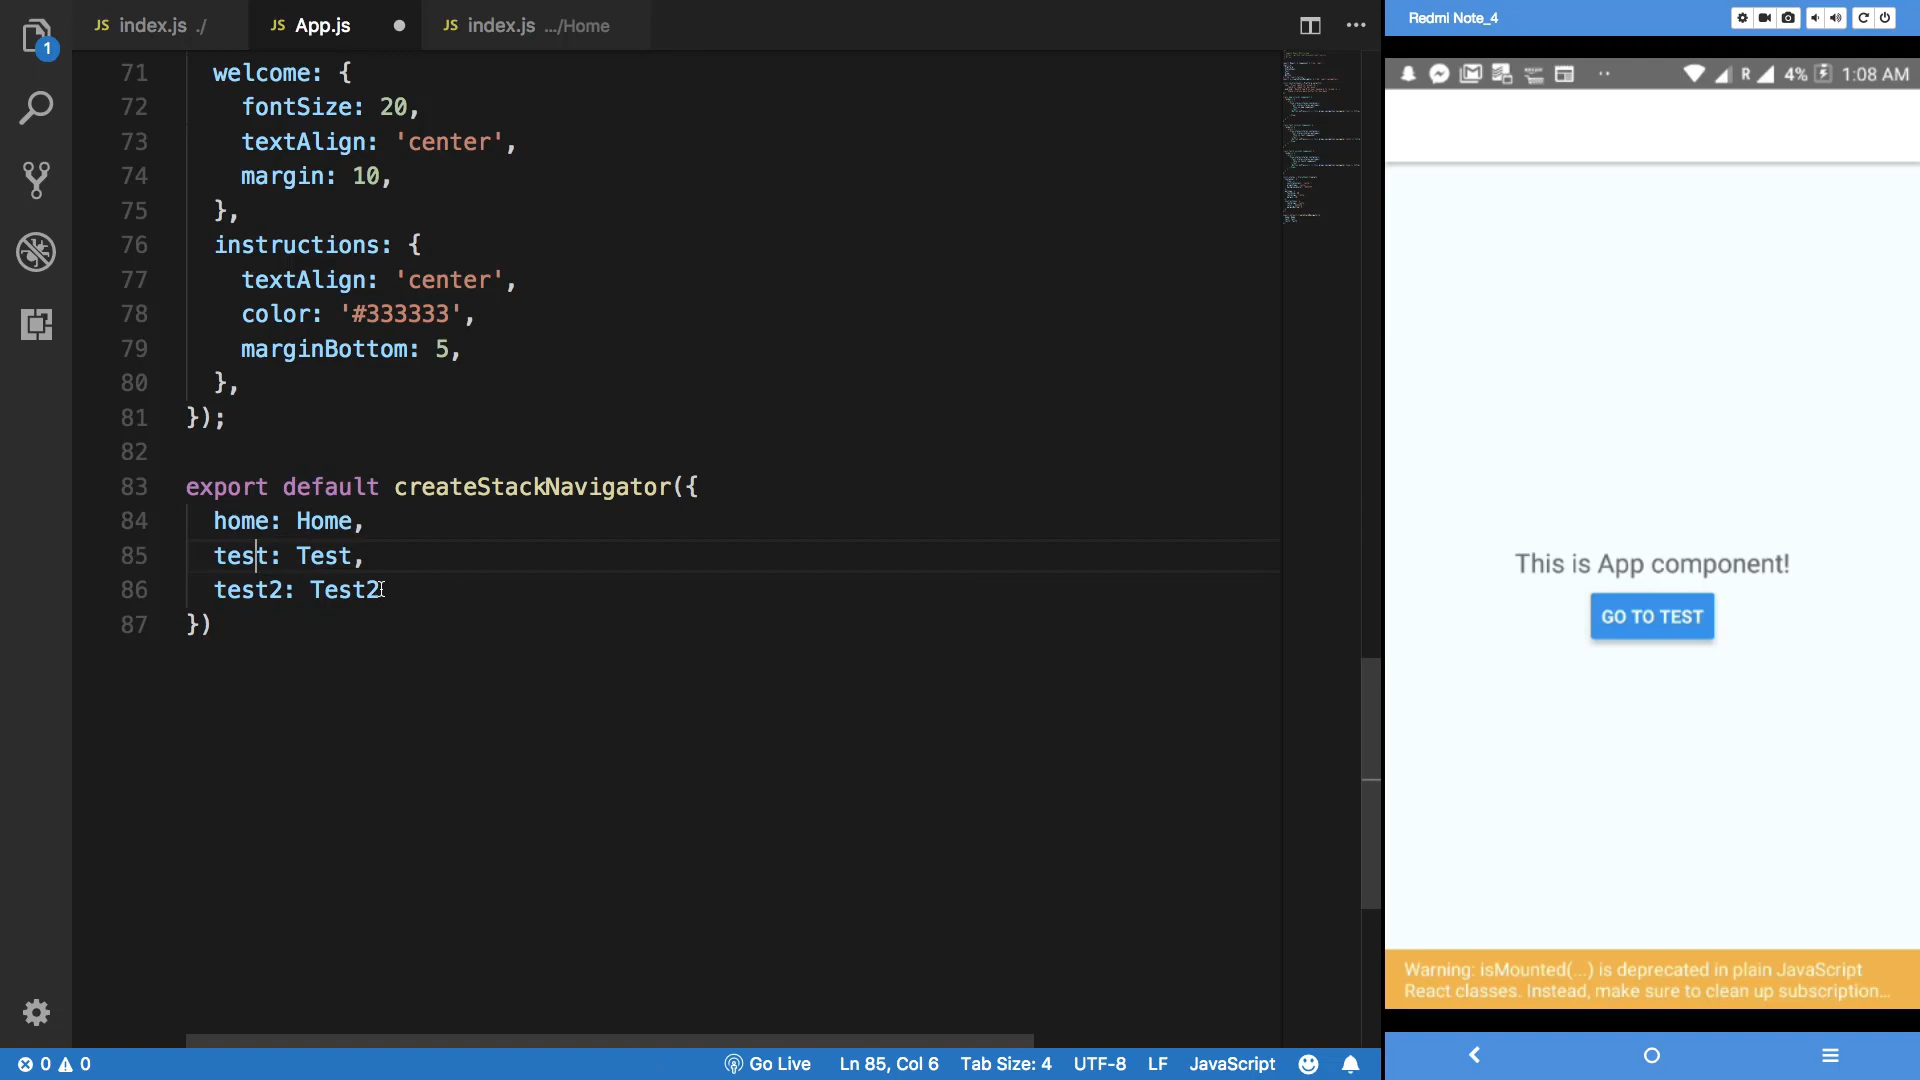 JS index.js ./
JS App.js
JS index.js .../Home
1
71 welcome: {
72 fontSize: 20,
73 textAlign: 'center',
74 margin: 10,
75 },
76 instructions: {
77 textAlign: 'center',
78 color: '#333333',
79 marginBottom: 5,
80 },
81 });
82
83 export default createStackNavigator({
84 home: Home,
85 test: Test,
86 test2: Test2
87 })
0 0
Go Live
Ln 85, Col 6
Tab Size: 4
UTF-8
LF
JavaScript
Redmi Note_4
R 4% 1:08 AM
This is App component!
GO TO TEST
Warning: isMounted(...) is deprecated in plain JavaScript
React classes. Instead, make sure to clean up subscription...